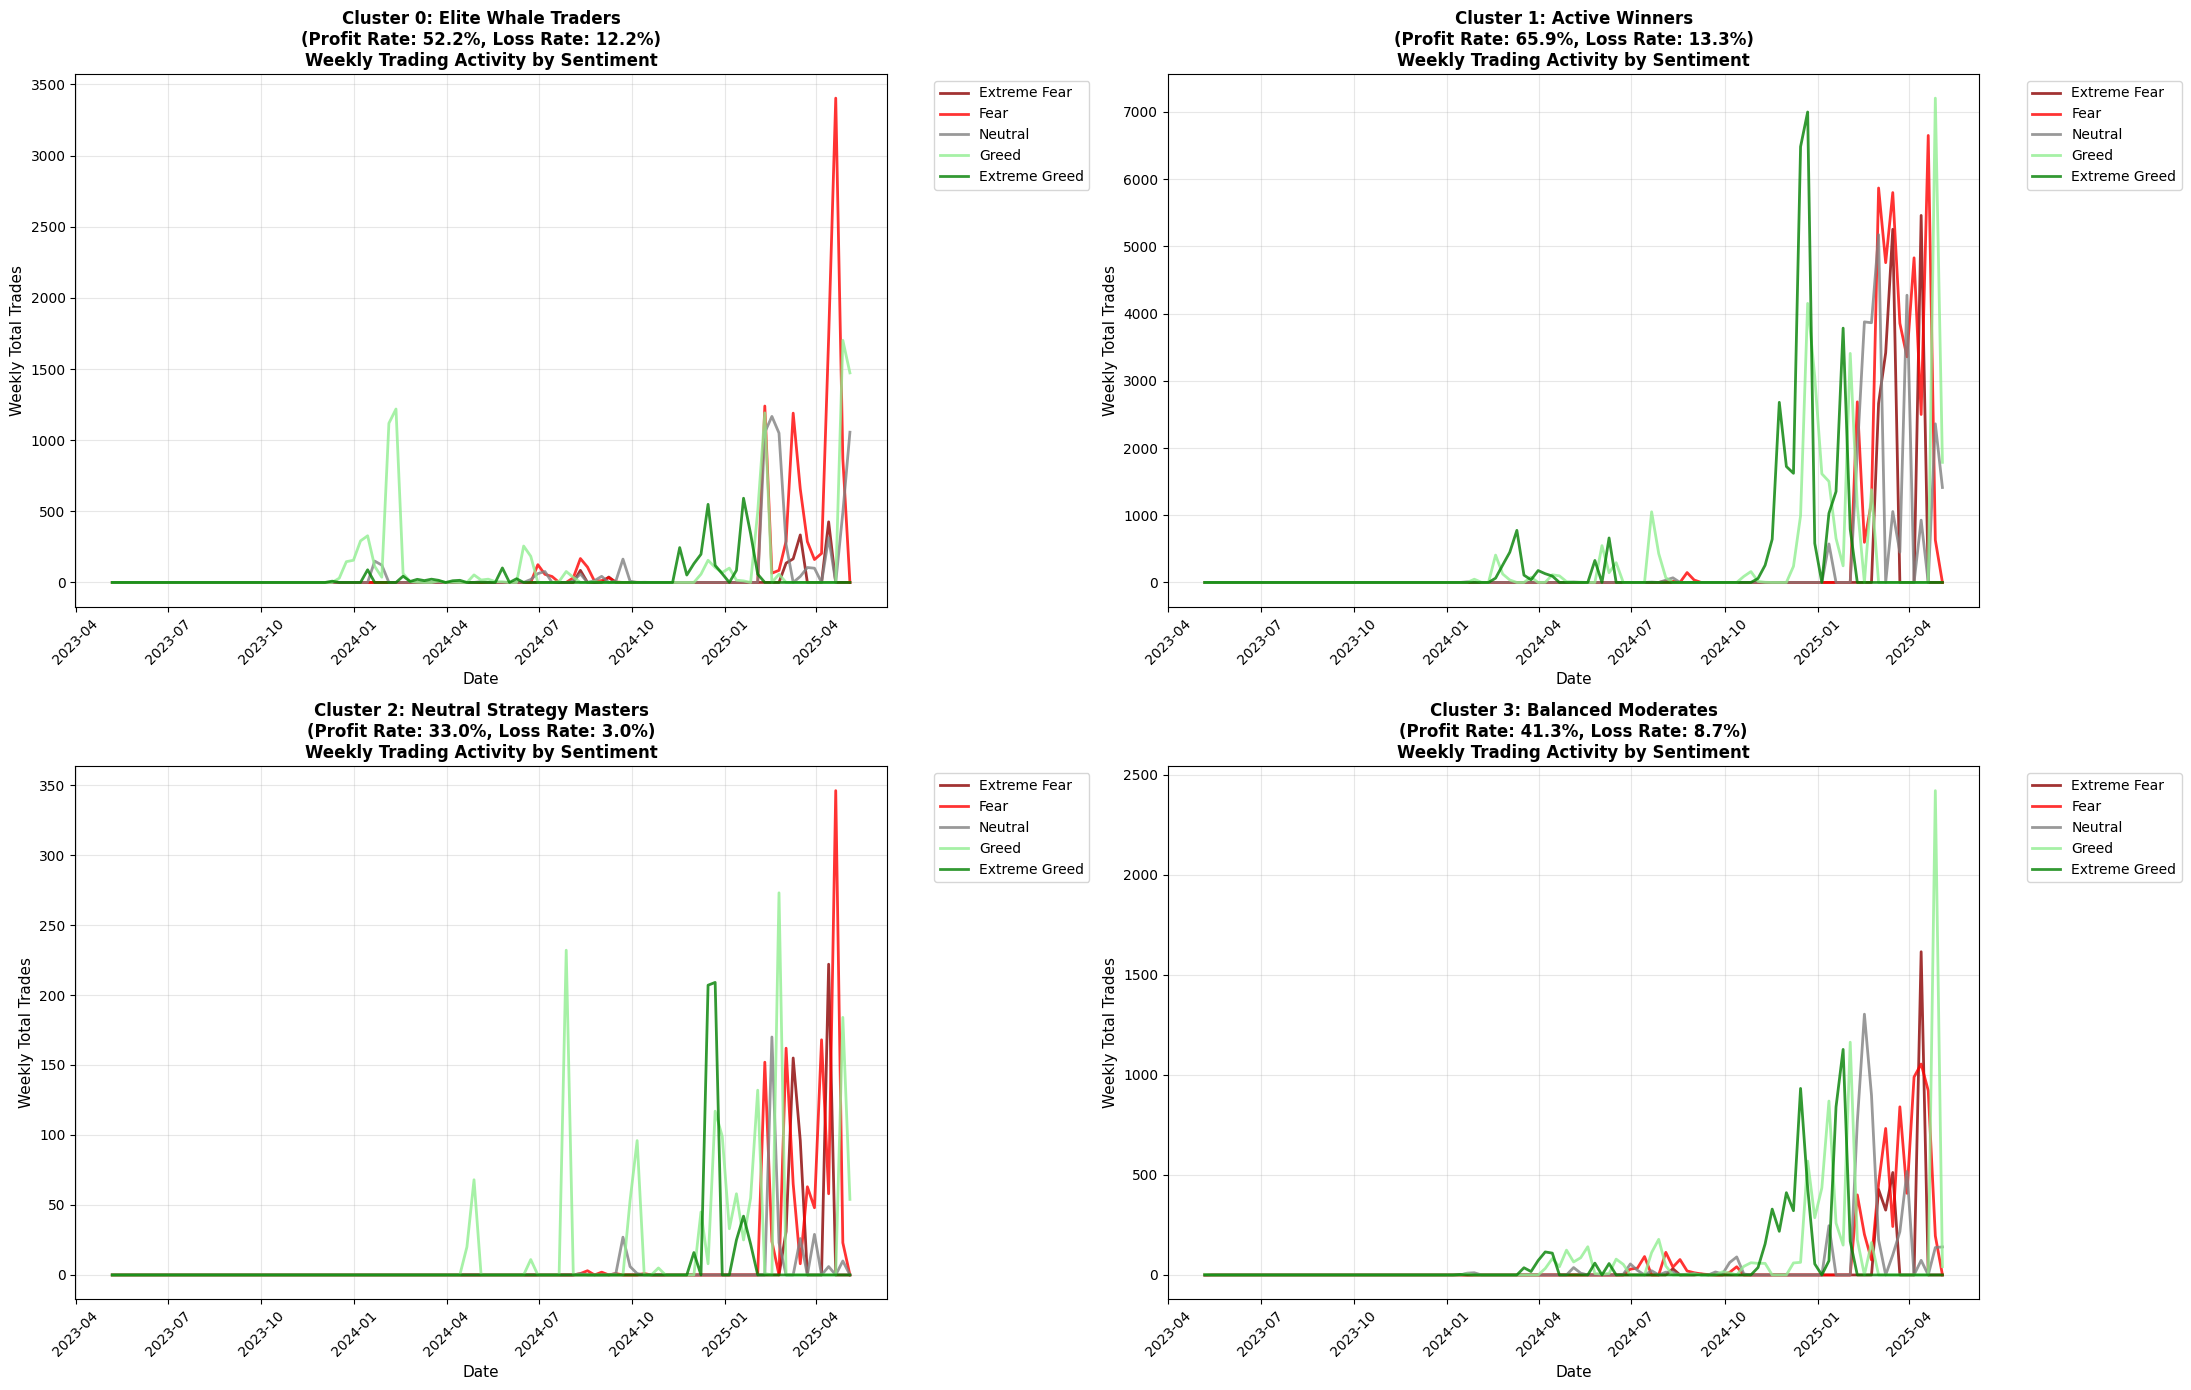 Cluster 0: Elite Whale Traders
(Profit Rate: 52.2%, Loss Rate: 12.2%)
Weekly Trading Activity by Sentiment
3500
3000
2500
2000
1500
1000
500
0
Weekly Total Trades
2023-04
2023-07
2023-10
2024-01
2024-04
2024-07
2024-10
2025-01
2025-04
Date
Extreme Fear
Fear
Neutral
Greed
Extreme Greed
Cluster 1: Active Winners
(Profit Rate: 65.9%, Loss Rate: 13.3%)
Weekly Trading Activity by Sentiment
7000
6000
5000
4000
3000
2000
1000
0
Weekly Total Trades
2023-04
2023-07
2023-10
2024-01
2024-04
2024-07
2024-10
2025-01
2025-04
Date
Extreme Fear
Fear
Neutral
Greed
Extreme Greed
Cluster 2: Neutral Strategy Masters
(Profit Rate: 33.0%, Loss Rate: 3.0%)
Weekly Trading Activity by Sentiment
350
300
250
200
150
100
50
0
Weekly Total Trades
2023-04
2023-07
2023-10
2024-01
2024-04
2024-07
2024-10
2025-01
2025-04
Date
Extreme Fear
Fear
Neutral
Greed
Extreme Greed
Cluster 3: Balanced Moderates
(Profit Rate: 41.3%, Loss Rate: 8.7%)
Weekly Trading Activity by Sentiment
2500
2000
1500
1000
500
0
Weekly Total Trades
2023-04
2023-07
2023-10
2024-01
2024-04
2024-07
2024-10
2025-01
2025-04
Date
Extreme Fear
Fear
Neutral
Greed
Extreme Greed